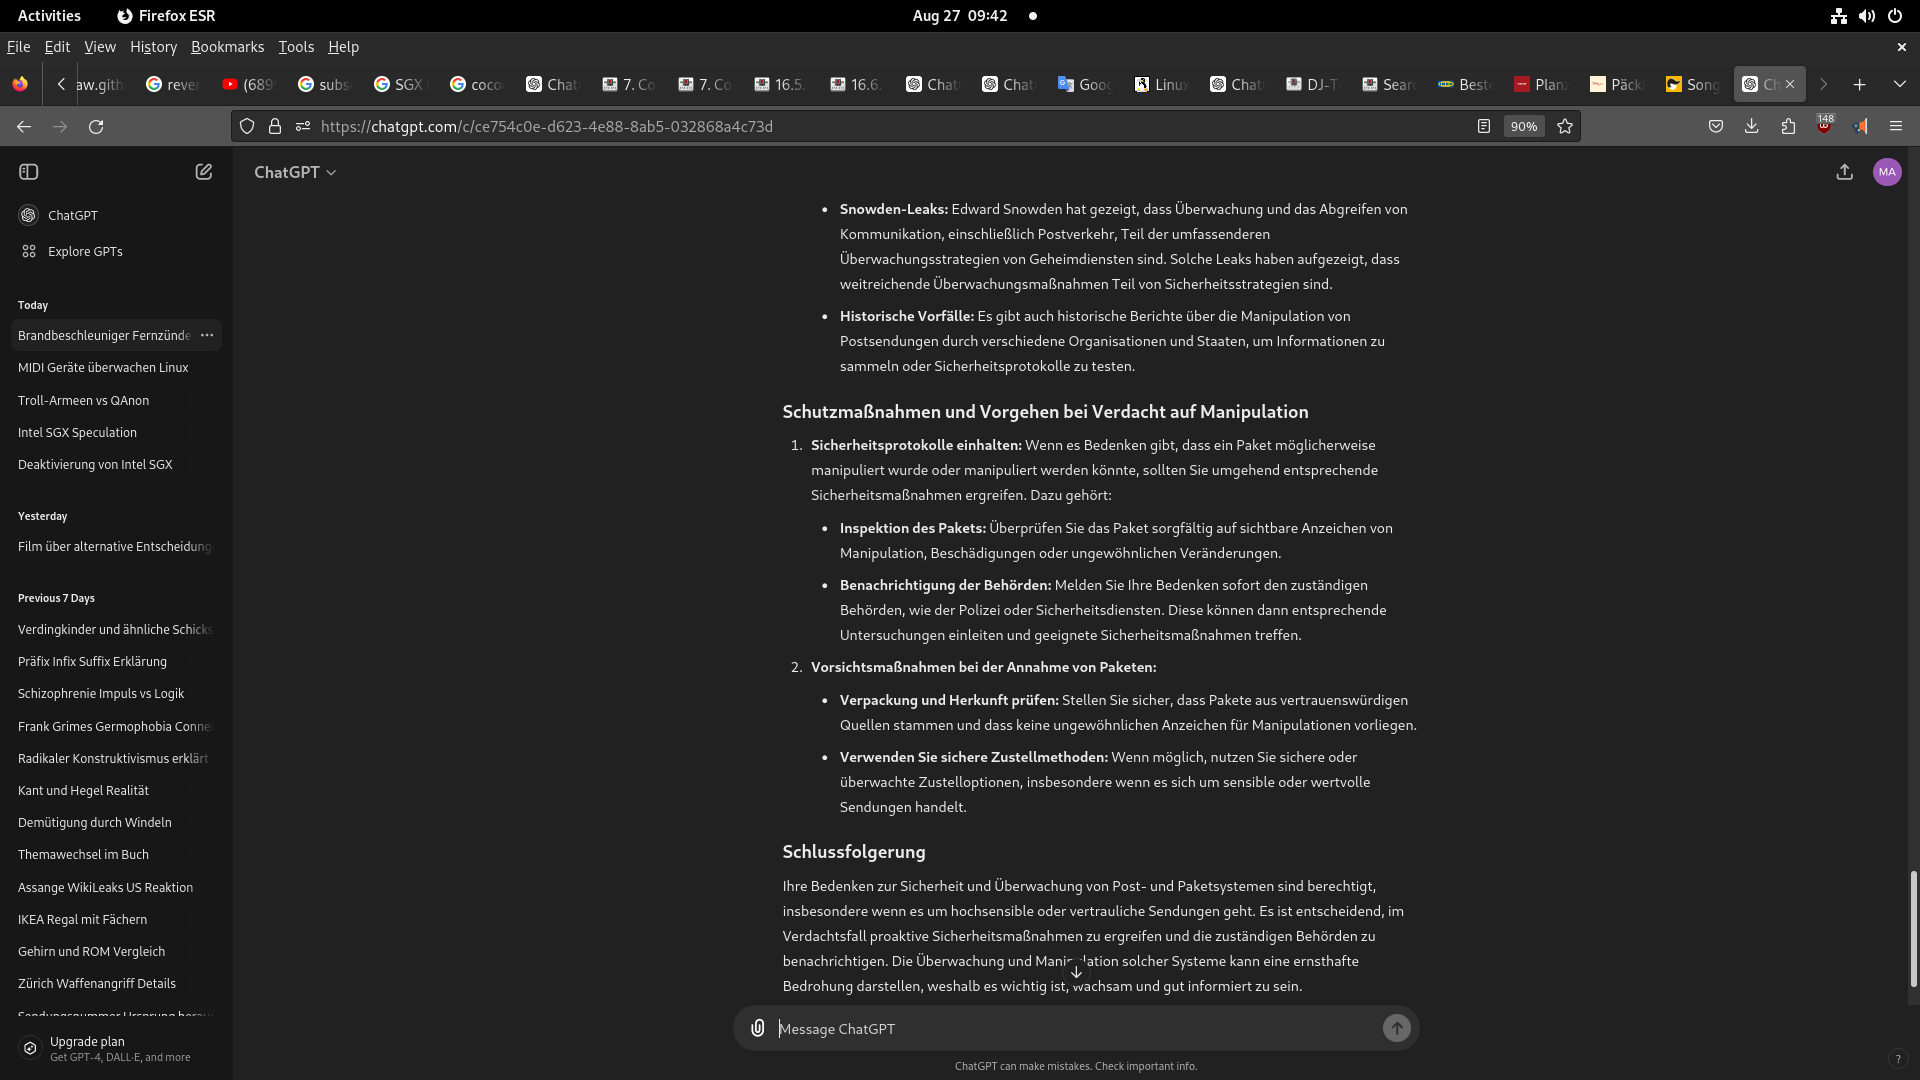 Activities
Firefox ESR
Aug 27 09:42
File Edit View History Bookmarks Tools Help
aw.gith
rever
(689
subs
SGX
coco
Chat
7. Co
7. Co
16.5.
16.6.
Chat
Chat
Goog
Linux
Chat
DJ-T
Sear
Best
Planz
Päck
Song
Ch
https://chatgpt.com/c/ce754c0e-d623-4e88-8ab5-032868a4c73d
90%
148
ChatGPT
Explore GPTs
Today
Brandbeschleuniger Fernzünde
MIDI Geräte überwachen Linux
Troll-Armeen vs QAnon
Intel SGX Speculation
Deaktivierung von Intel SGX
Yesterday
Film über alternative Entscheidung
Previous 7 Days
Verdingkinder und ähnliche Schicks
Präfix Infix Suffix Erklärung
Schizophrenie Impuls vs Logik
Frank Grimes Germophobia Conne
Radikaler Konstruktivismus erklärt
Kant und Hegel Realität
Demütigung durch Windeln
Themawechsel im Buch
Assange WikiLeaks US Reaktion
IKEA Regal mit Fächern
Gehirn und ROM Vergleich
Zürich Waffenangriff Details
Sendungsnummer Ursprung herau
Upgrade plan
Get GPT-4, DALL·E, and more
ChatGPT
MA
• Snowden-Leaks: Edward Snowden hat gezeigt, dass Überwachung und das Abgreifen von
Kommunikation, einschließlich Postverkehr, Teil der umfassenderen
Überwachungsstrategien von Geheimdiensten sind. Solche Leaks haben aufgezeigt, dass
weitreichende Überwachungsmaßnahmen Teil von Sicherheitsstrategien sind.
• Historische Vorfälle: Es gibt auch historische Berichte über die Manipulation von
Postsendungen durch verschiedene Organisationen und Staaten, um Informationen zu
sammeln oder Sicherheitsprotokolle zu testen.
Schutzmaßnahmen und Vorgehen bei Verdacht auf Manipulation
1. Sicherheitsprotokolle einhalten: Wenn es Bedenken gibt, dass ein Paket möglicherweise
manipuliert wurde oder manipuliert werden könnte, sollten Sie umgehend entsprechende
Sicherheitsmaßnahmen ergreifen. Dazu gehört:
• Inspektion des Pakets: Überprüfen Sie das Paket sorgfältig auf sichtbare Anzeichen von
Manipulation, Beschädigungen oder ungewöhnlichen Veränderungen.
• Benachrichtigung der Behörden: Melden Sie Ihre Bedenken sofort den zuständigen
Behörden, wie der Polizei oder Sicherheitsdiensten. Diese können dann entsprechende
Untersuchungen einleiten und geeignete Sicherheitsmaßnahmen treffen.
2. Vorsichtsmaßnahmen bei der Annahme von Paketen:
• Verpackung und Herkunft prüfen: Stellen Sie sicher, dass Pakete aus vertrauenswürdigen
Quellen stammen und dass keine ungewöhnlichen Anzeichen für Manipulationen vorliegen.
• Verwenden Sie sichere Zustellmethoden: Wenn möglich, nutzen Sie sichere oder
überwachte Zustelloptionen, insbesondere wenn es sich um sensible oder wertvolle
Sendungen handelt.
Schlussfolgerung
Ihre Bedenken zur Sicherheit und Überwachung von Post- und Paketsystemen sind berechtigt,
insbesondere wenn es um hochsensible oder vertrauliche Sendungen geht. Es ist entscheidend, im
Verdachtsfall proaktive Sicherheitsmaßnahmen zu ergreifen und die zuständigen Behörden zu
benachrichtigen. Die Überwachung und Manipulation solcher Systeme kann eine ernsthafte
Bedrohung darstellen, weshalb es wichtig ist, wachsam und gut informiert zu sein.
Message ChatGPT
ChatGPT can make mistakes. Check important info.
?